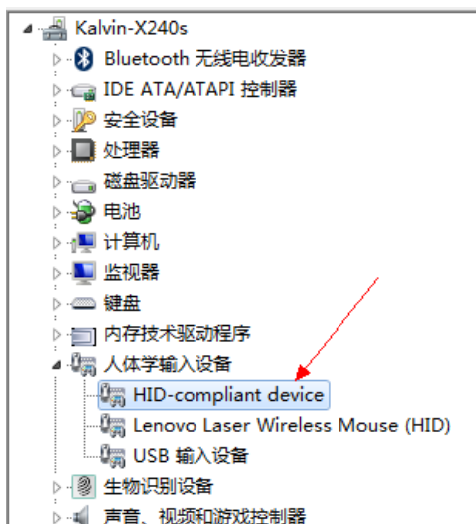 Kalvin-X240s
Bluetooth 无线电收发器
IDE ATA/ATAPI 控制器
安全设备
处理器
磁盘驱动器
电池
计算机
监视器
键盘
内存技术驱动程序
人体学输入设备
HID-compliant device
Lenovo Laser Wireless Mouse (HID)
USB 输入设备
生物识别设备
声音、视频和游戏控制器